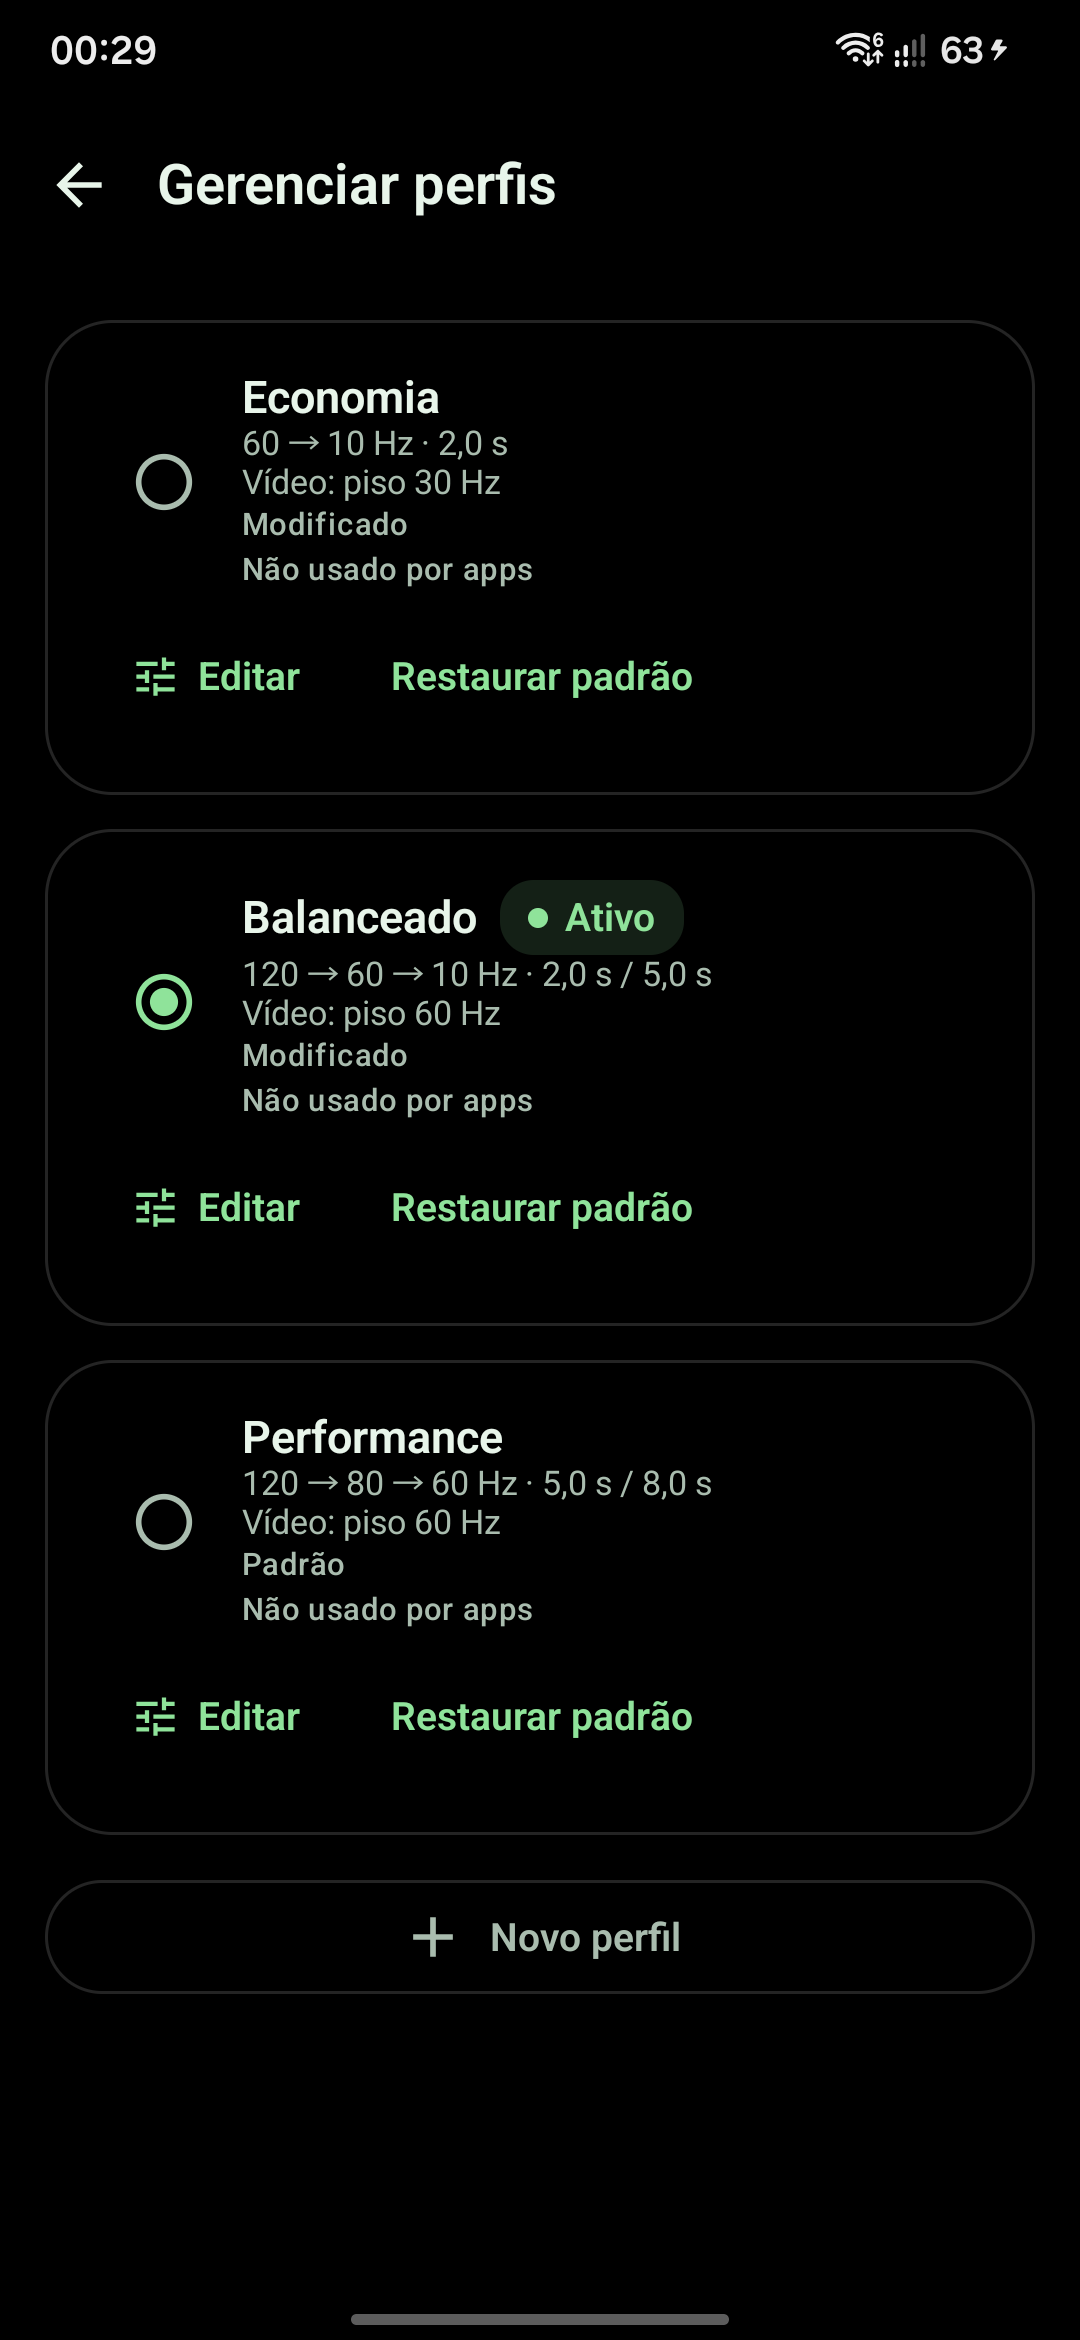 00:29
6 63
Gerenciar perfis
Economia
60 → 10 Hz · 2,0 s
Vídeo: piso 30 Hz
Modificado
Não usado por apps
Editar Restaurar padrão
Balanceado Ativo
120 → 60 → 10 Hz · 2,0 s / 5,0 s
Vídeo: piso 60 Hz
Modificado
Não usado por apps
Editar Restaurar padrão
Performance
120 → 80 → 60 Hz · 5,0 s / 8,0 s
Vídeo: piso 60 Hz
Padrão
Não usado por apps
Editar Restaurar padrão
Novo perfil